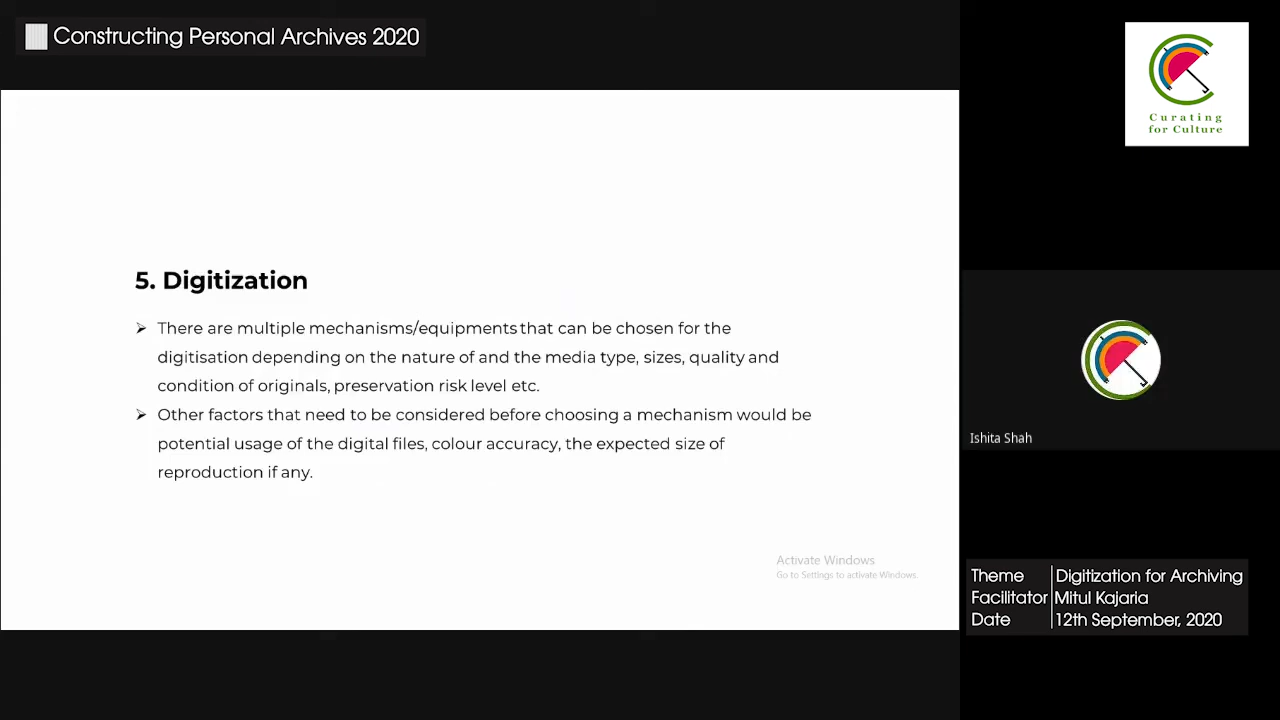 Constructing Personal Archives 2020
Curating
for Culture
5. Digitization
➢ There are multiple mechanisms/equipments that can be chosen for the
digitisation depending on the nature of and the media type, sizes, quality and
condition of originals, preservation risk level etc.
➢ Other factors that need to be considered before choosing a mechanism would be
potential usage of the digital files, colour accuracy, the expected size of
reproduction if any.
Activate Windows
Go to Settings to activate Windows.
Ishita Shah
Theme Digitization for Archiving
Facilitator Mitul Kajaria
Date 12th September, 2020